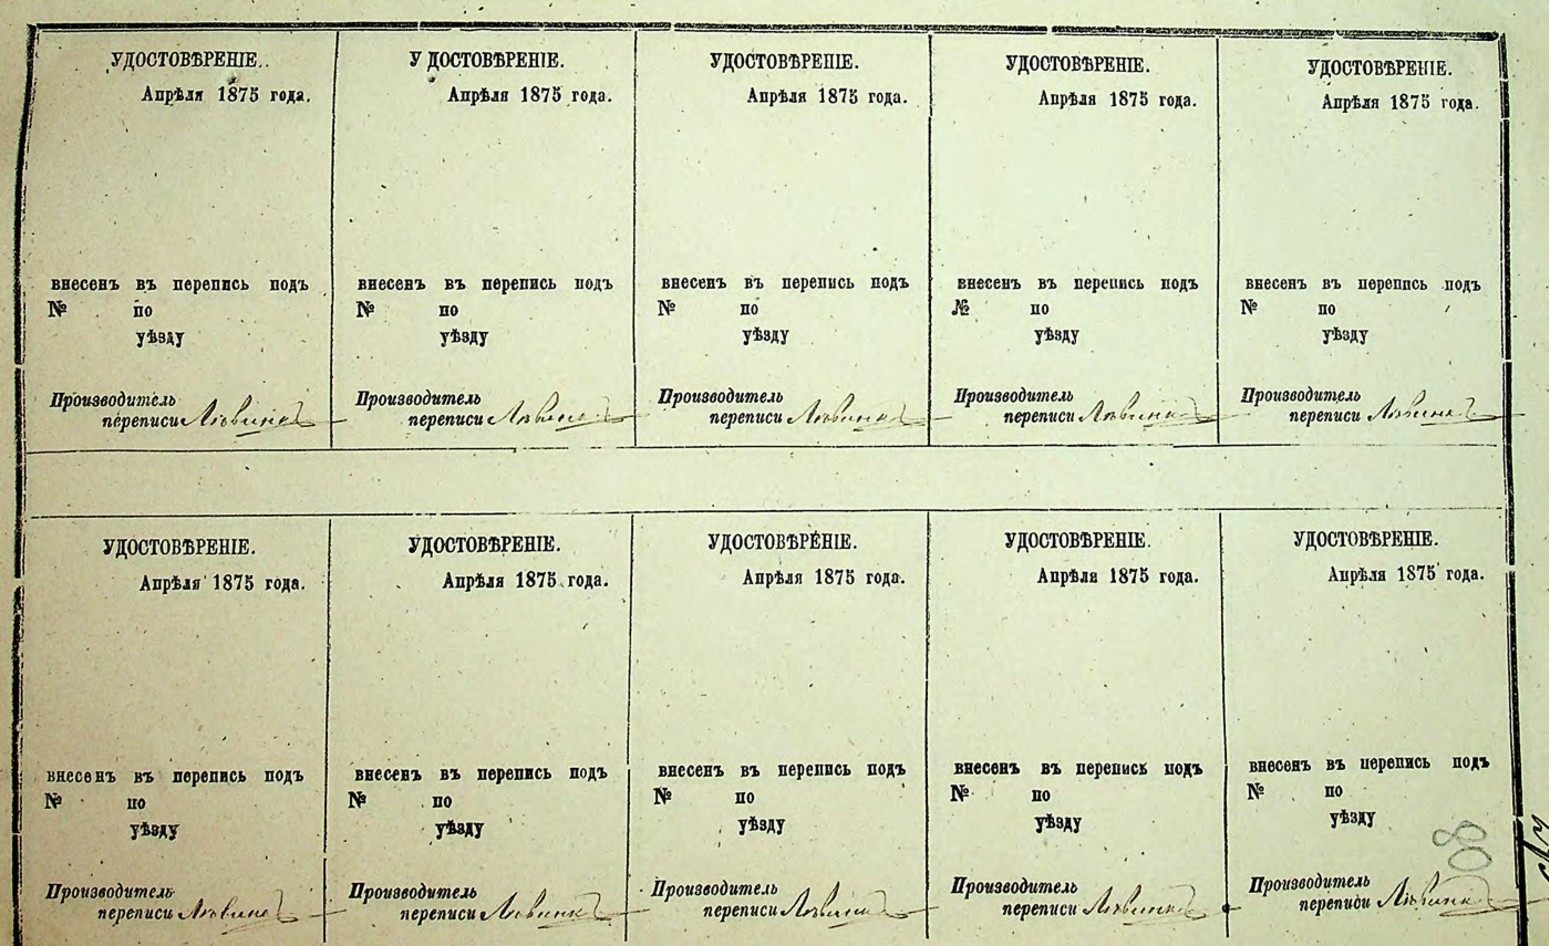 УДОСТОВѢРЕНІЕ.
Апрѣля 1875 года.
внесенъ въ перепись подъ
№ по
уѣзду
Производитель
переписи
УДОСТОВѢРЕНІЕ.
Апрѣля 1875 года.
внесенъ въ перепись подъ
№ по
уѣзду
Производитель
переписи
УДОСТОВѢРЕНІЕ.
Апрѣля 1875 года.
внесенъ въ перепись подъ
№ по
уѣзду
Производитель
переписи
УДОСТОВѢРЕНІЕ.
Апрѣля 1875 года.
внесенъ въ перепись подъ
№ по
уѣзду
Производитель
переписи
УДОСТОВѢРЕНІЕ.
Апрѣля 1875 года.
внесенъ въ перепись подъ
№ по
уѣзду
Производитель
переписи
УДОСТОВѢРЕНІЕ.
Апрѣля 1875 года.
внесенъ въ перепись подъ
№ по
уѣзду
Производитель
переписи
УДОСТОВѢРЕНІЕ.
Апрѣля 1875 года.
внесенъ въ перепись подъ
№ по
уѣзду
Производитель
переписи
УДОСТОВѢРЕНІЕ.
Апрѣля 1875 года.
внесенъ въ перепись подъ
№ по
уѣзду
Производитель
переписи
УДОСТОВѢРЕНІЕ.
Апрѣля 1875 года.
внесенъ въ перепись подъ
№ по
уѣзду
Производитель
переписи
УДОСТОВѢРЕНІЕ.
Апрѣля 1875 года.
внесенъ въ перепись подъ
№ по
уѣзду
Производитель
переписи